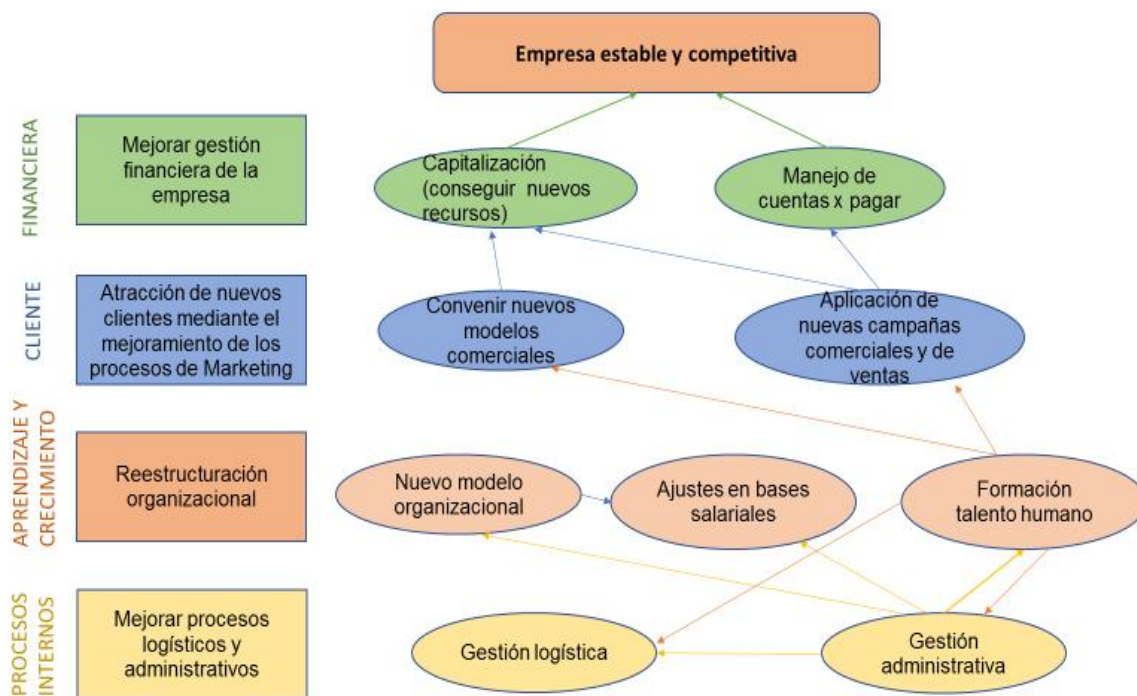 Empresa estable y competitiva
FINANCIERA
Mejorar gestión
financiera de la
empresa
Capitalización
(conseguir nuevos
recursos)
Manejo de
cuentas x pagar
CLIENTE
Atracción de nuevos
clientes mediante el
mejoramiento de los
procesos de Marketing
Convenir nuevos
modelos
comerciales
Aplicación de
nuevas campañas
comerciales y de
ventas
APRENDIZAJE Y
CRECIMIENTO
Reestructuración
organizacional
Nuevo modelo
organizacional
Ajustes en bases
salariales
Formación
talento humano
PROCESOS
INTERNOS
Mejorar procesos
logísticos y
administrativos
Gestión logística
Gestión
administrativa